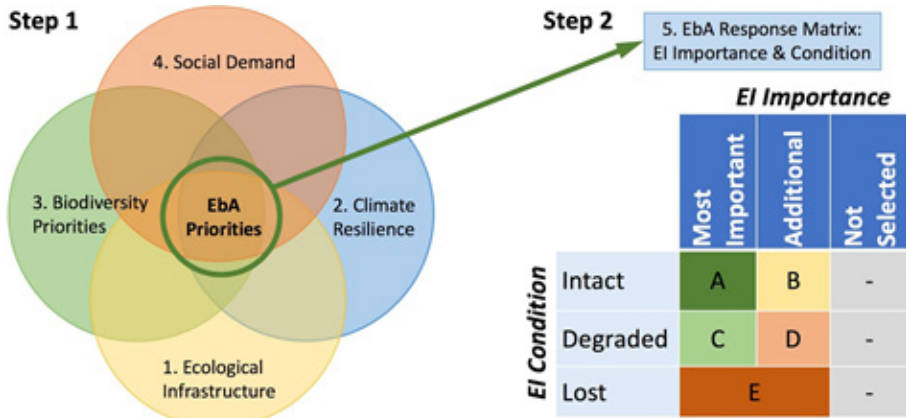 Step 1
4. Social Demand
3. Biodiversity
Priorities
EbA
Priorities
2. Climate
Resilience
1. Ecological
Infrastructure
Step 2
5. EbA Response Matrix:
EI Importance & Condition
EI Importance
Most
Important
Additional
Not
Selected
EI Condition
Intact
A
B
-
Degraded
C
D
-
Lost
E
-